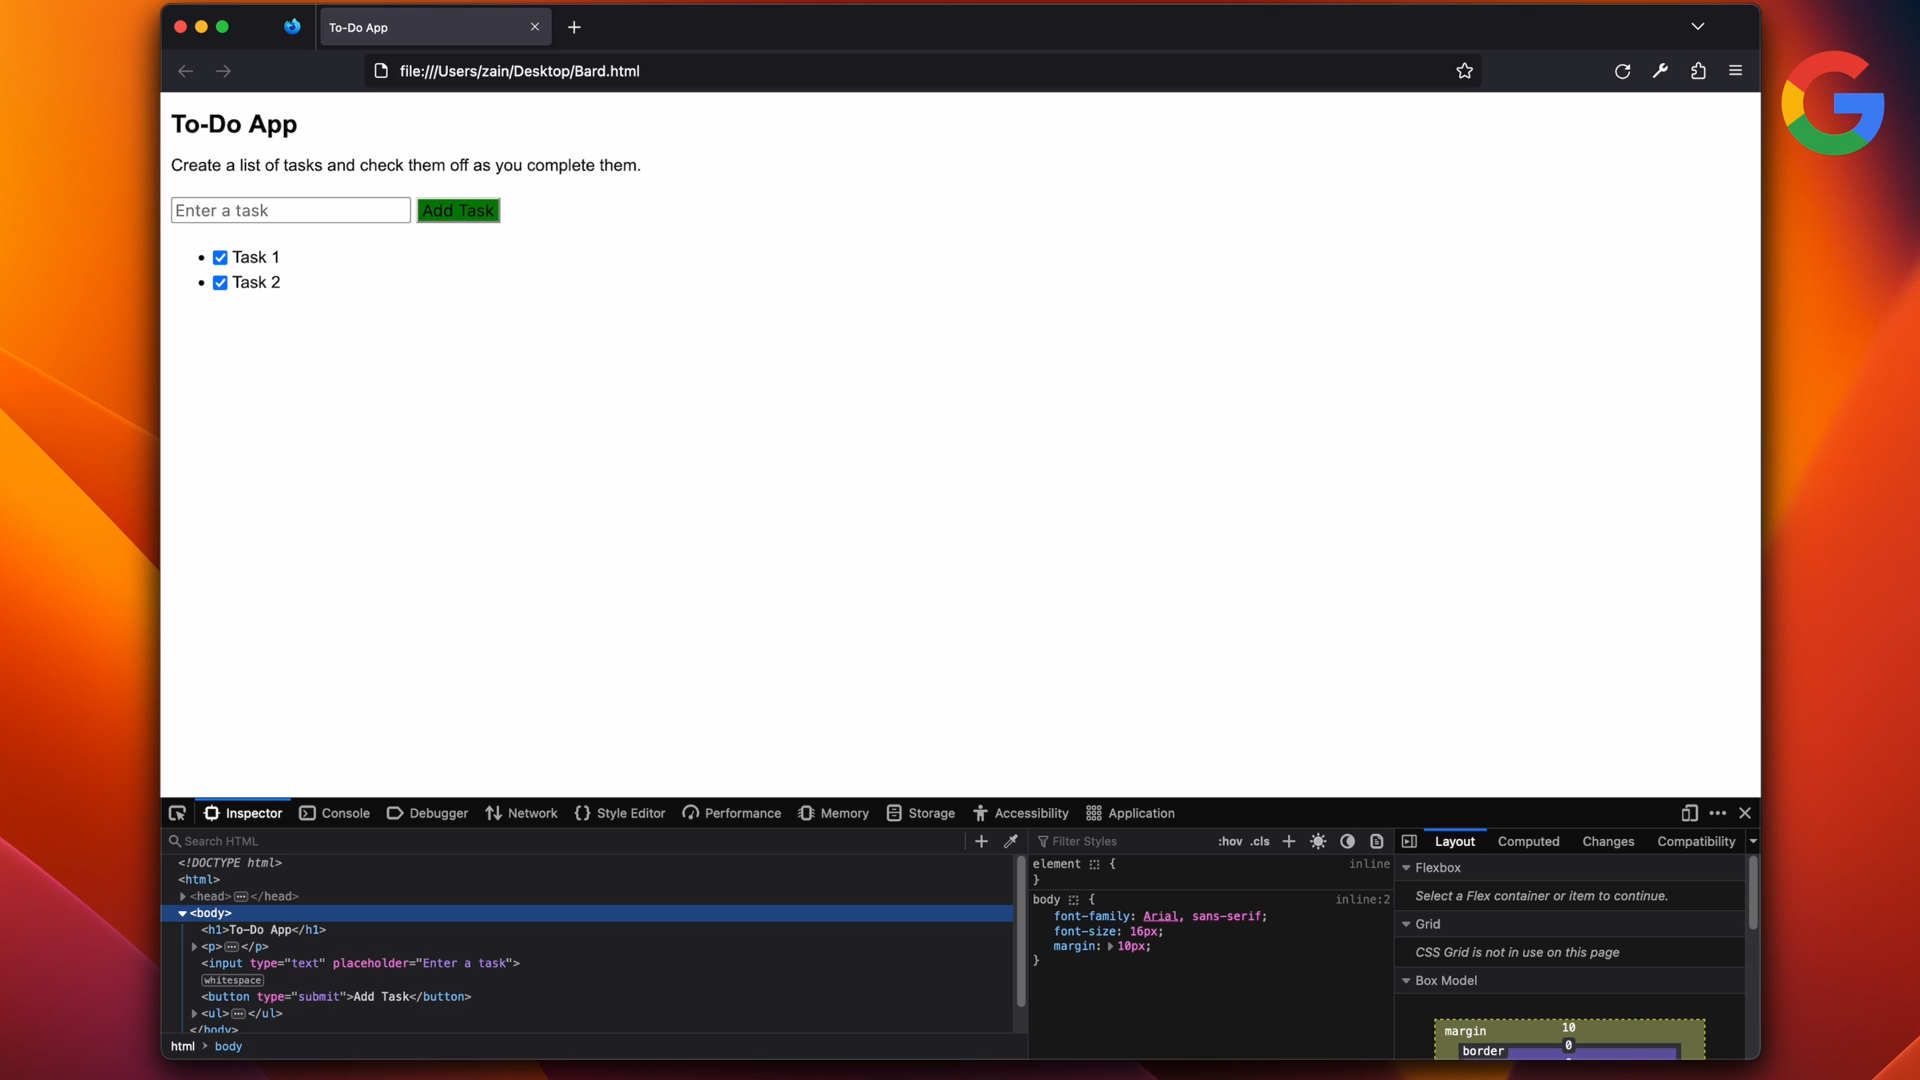 To-Do App
file:///Users/zain/Desktop/Bard.html
To-Do App
Create a list of tasks and check them off as you complete them.
Enter a task Add Task
Task 1
Task 2
Inspector Console Debugger Network Style Editor Performance Memory Storage Accessibility Application
Search HTML
<!DOCTYPE html>
<html>
<head></head>
<body>
<h1>To-Do App</h1>
<p></p>
<input type="text" placeholder="Enter a task">
whitespace
<button type="submit">Add Task</button>
<ul></ul>
</body>
html > body
Filter Styles :hov .cls
element { inline
}
body { inline:2
font-family: Arial, sans-serif;
font-size: 16px;
margin: 10px;
}
Layout Computed Changes Compatibility
Flexbox
Select a Flex container or item to continue.
Grid
CSS Grid is not in use on this page
Box Model
margin 10
border 0